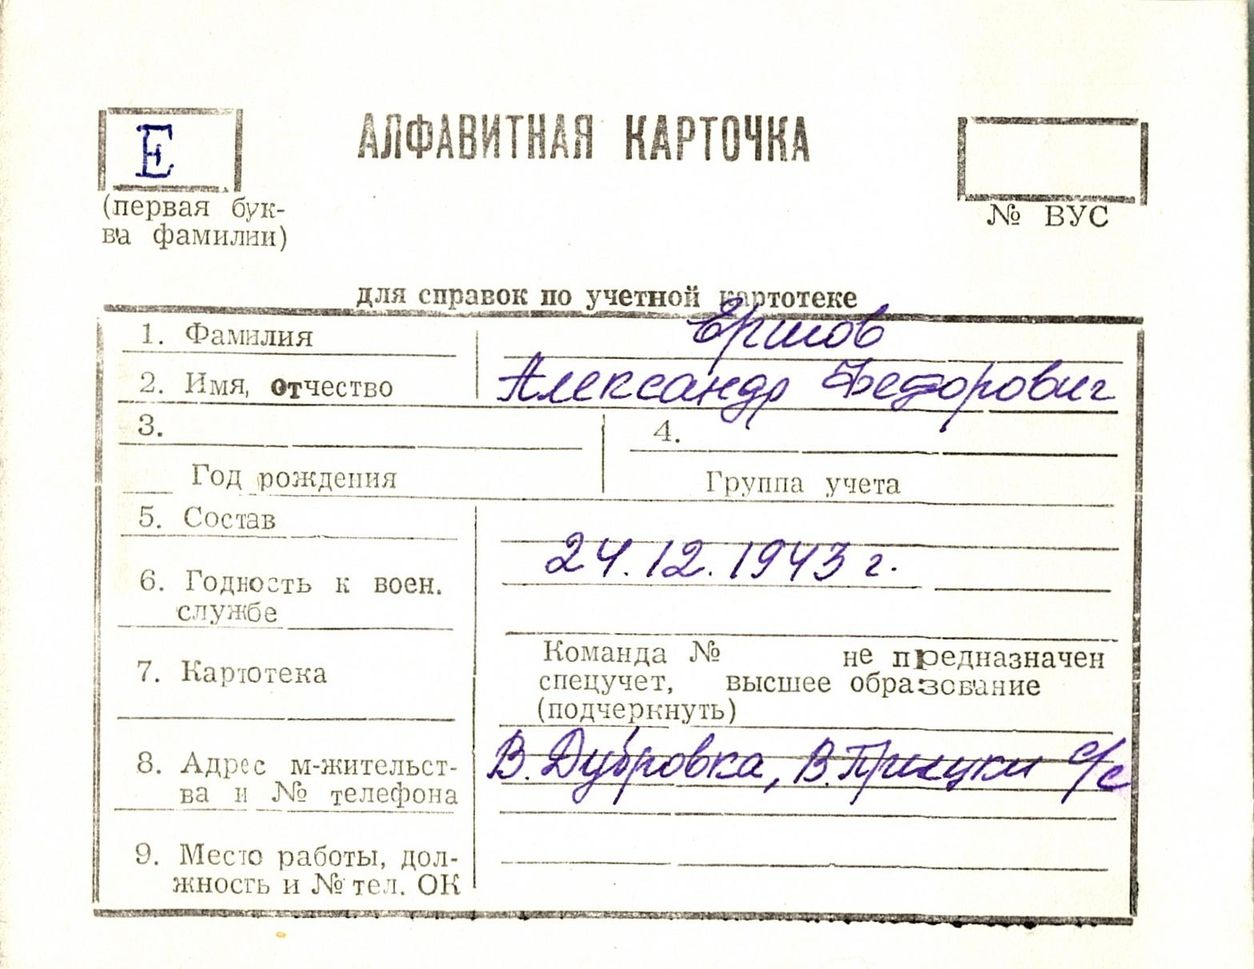 Е
АЛФАВИТНАЯ КАРТОЧКА
(первая бук-
ва фамилии)
№ ВУС
для справок по учетной картотеке
1. Фамилия Ершов
2. Имя, отчество Александр Федорович
3. 4.
Год рождения Группа учета
5. Состав
24.12.1943 г.
6. Годность к воен.
службе
Команда № не предназначен
7. Картотека
спецучет, высшее образование
(подчеркнуть)
В. Дубровка, В. Прыски с/с
8. Адрес м-жительст-
ва и № телефона
9. Место работы, дол-
жность и № тел. ОК